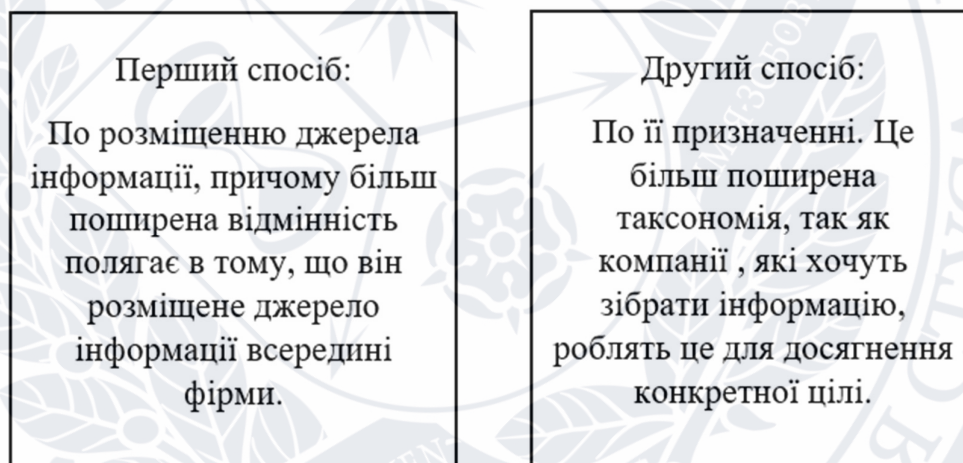 Перший спосіб:
По розміщенню джерела
інформації, причому більш
поширена відмінність
полягає в тому, що він
розміщене джерело
інформації всередині
фірми.
Другий спосіб:
По її призначенні. Це
більш поширена
таксономія, так як
компанії , які хочуть
зібрати інформацію,
роблять це для досягнення
конкретної цілі.